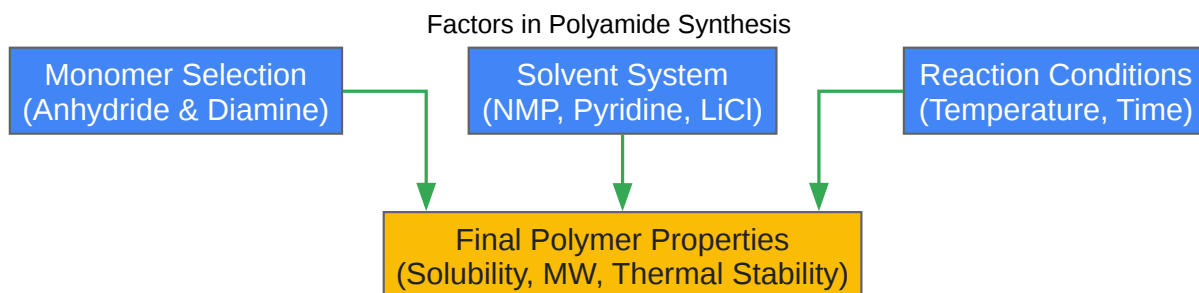 Factors in Polyamide Synthesis
Monomer Selection
(Anhydride & Diamine)
Solvent System
(NMP, Pyridine, LiCl)
Reaction Conditions
(Temperature, Time)
Final Polymer Properties
(Solubility, MW, Thermal Stability)